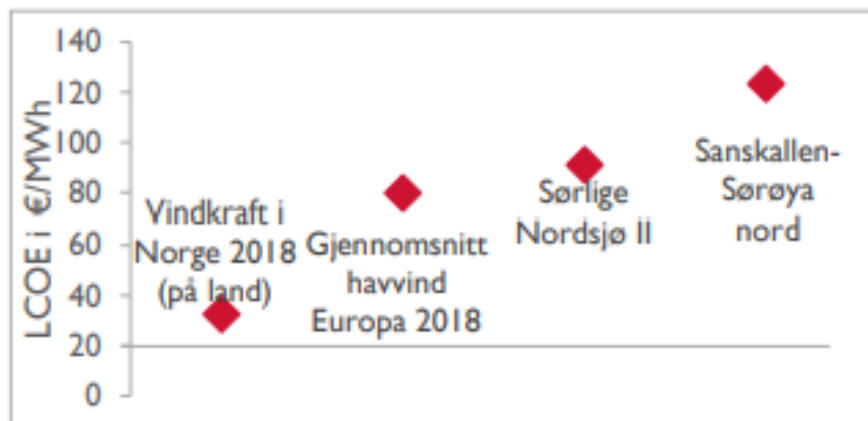 LCOE i €/MWh
140
120
100
80
60
40
20
0
Vindkraft i
Norge 2018
(på land)
Gjennomsnitt
havvind
Europa 2018
Sørlige
Nordsjø II
Sanskallen-
Sørøya
nord